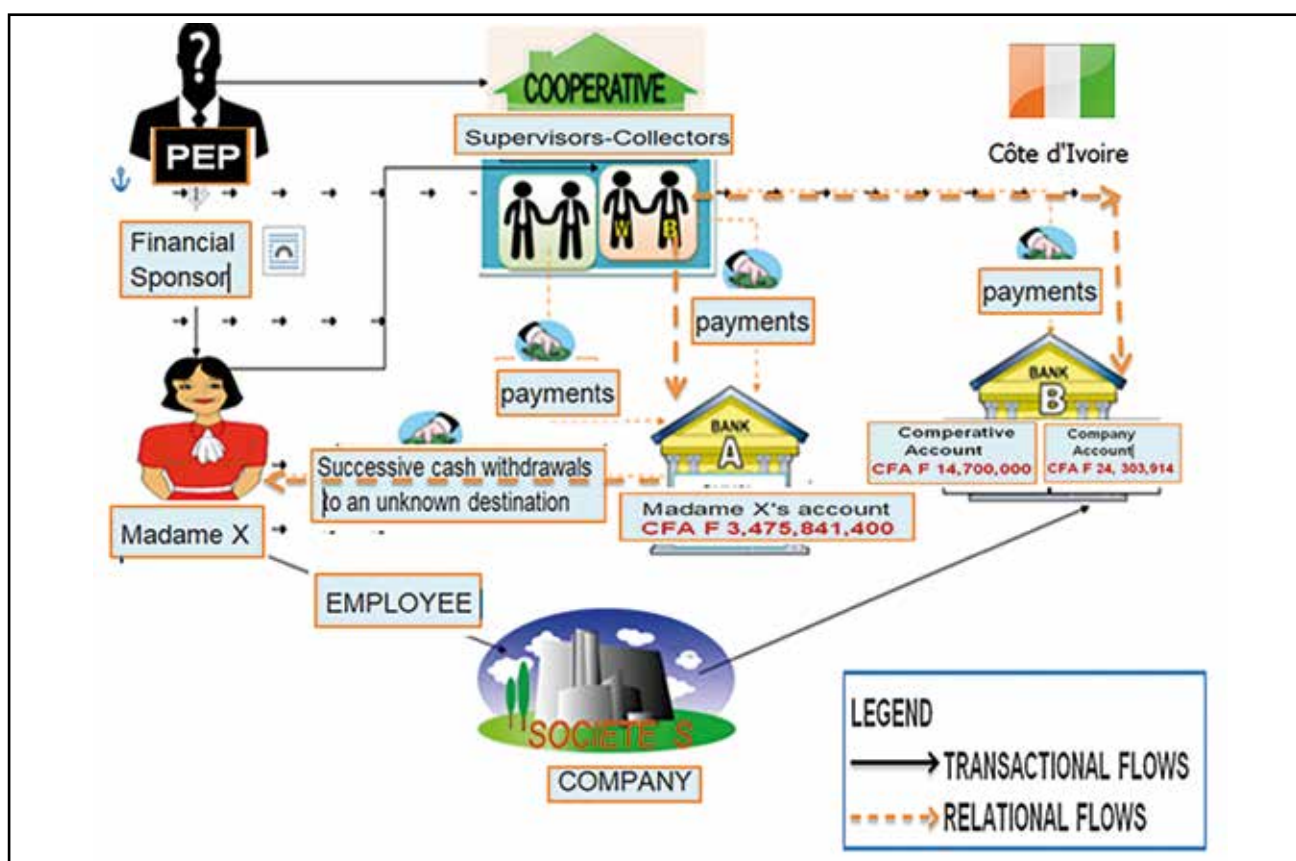 ?
PEP
Financial
Sponsor
COOPERATIVE
Supervisors-Collectors
W B
Côte d'Ivoire
payments
payments
payments
BANK
A
BANK
B
Comperative
Account
CFA F 14,700,000
Company
Account
CFA F 24, 303,914
Successive cash withdrawals
to an unknown destination
Madame X's account
CFA F 3,475,841,400
Madame X
EMPLOYEE
SOCIETE S
COMPANY
LEGEND
TRANSACTIONAL FLOWS
RELATIONAL FLOWS